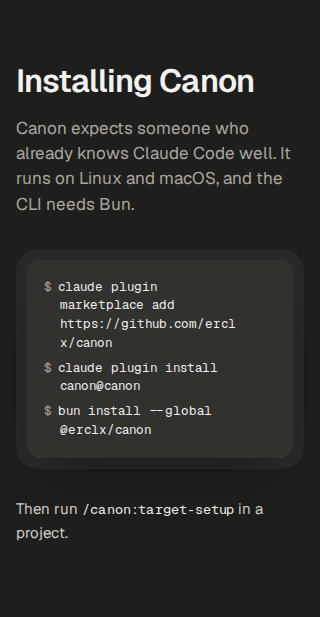 Installing Canon
Canon expects someone who
already knows Claude Code well. It
runs on Linux and macOS, and the
CLI needs Bun.
$ claude plugin
marketplace add
https://github.com/ercl
x/canon
$ claude plugin install
canon@canon
$ bun install --global
@erclx/canon
Then run /canon:target-setup in a
project.